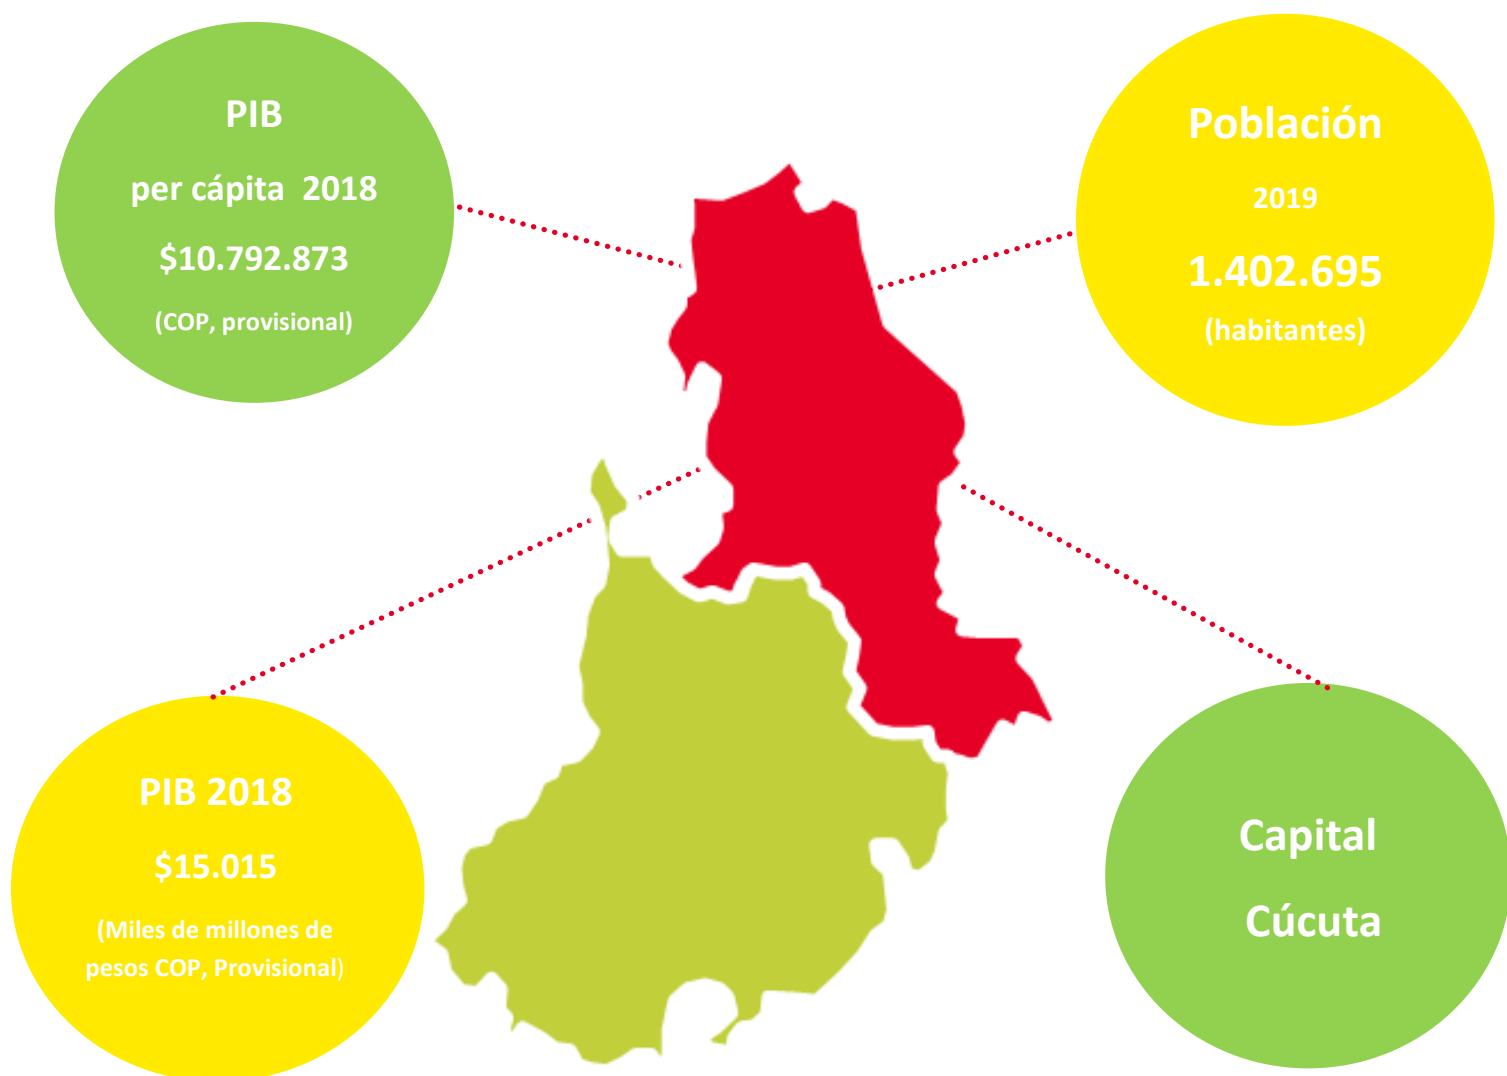 PIB
per cápita 2018
$10.792.873
(COP, provisional)
Población
2019
1.402.695
(habitantes)
PIB 2018
$15.015
(Miles de millones de
pesos COP, Provisional)
Capital
Cúcuta